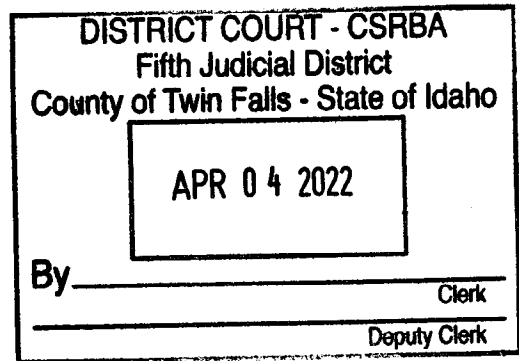 DISTRICT COURT - CSRBA
Fifth Judicial District
County of Twin Falls - State of Idaho
APR 04 2022
By
Clerk
Deputy Clerk